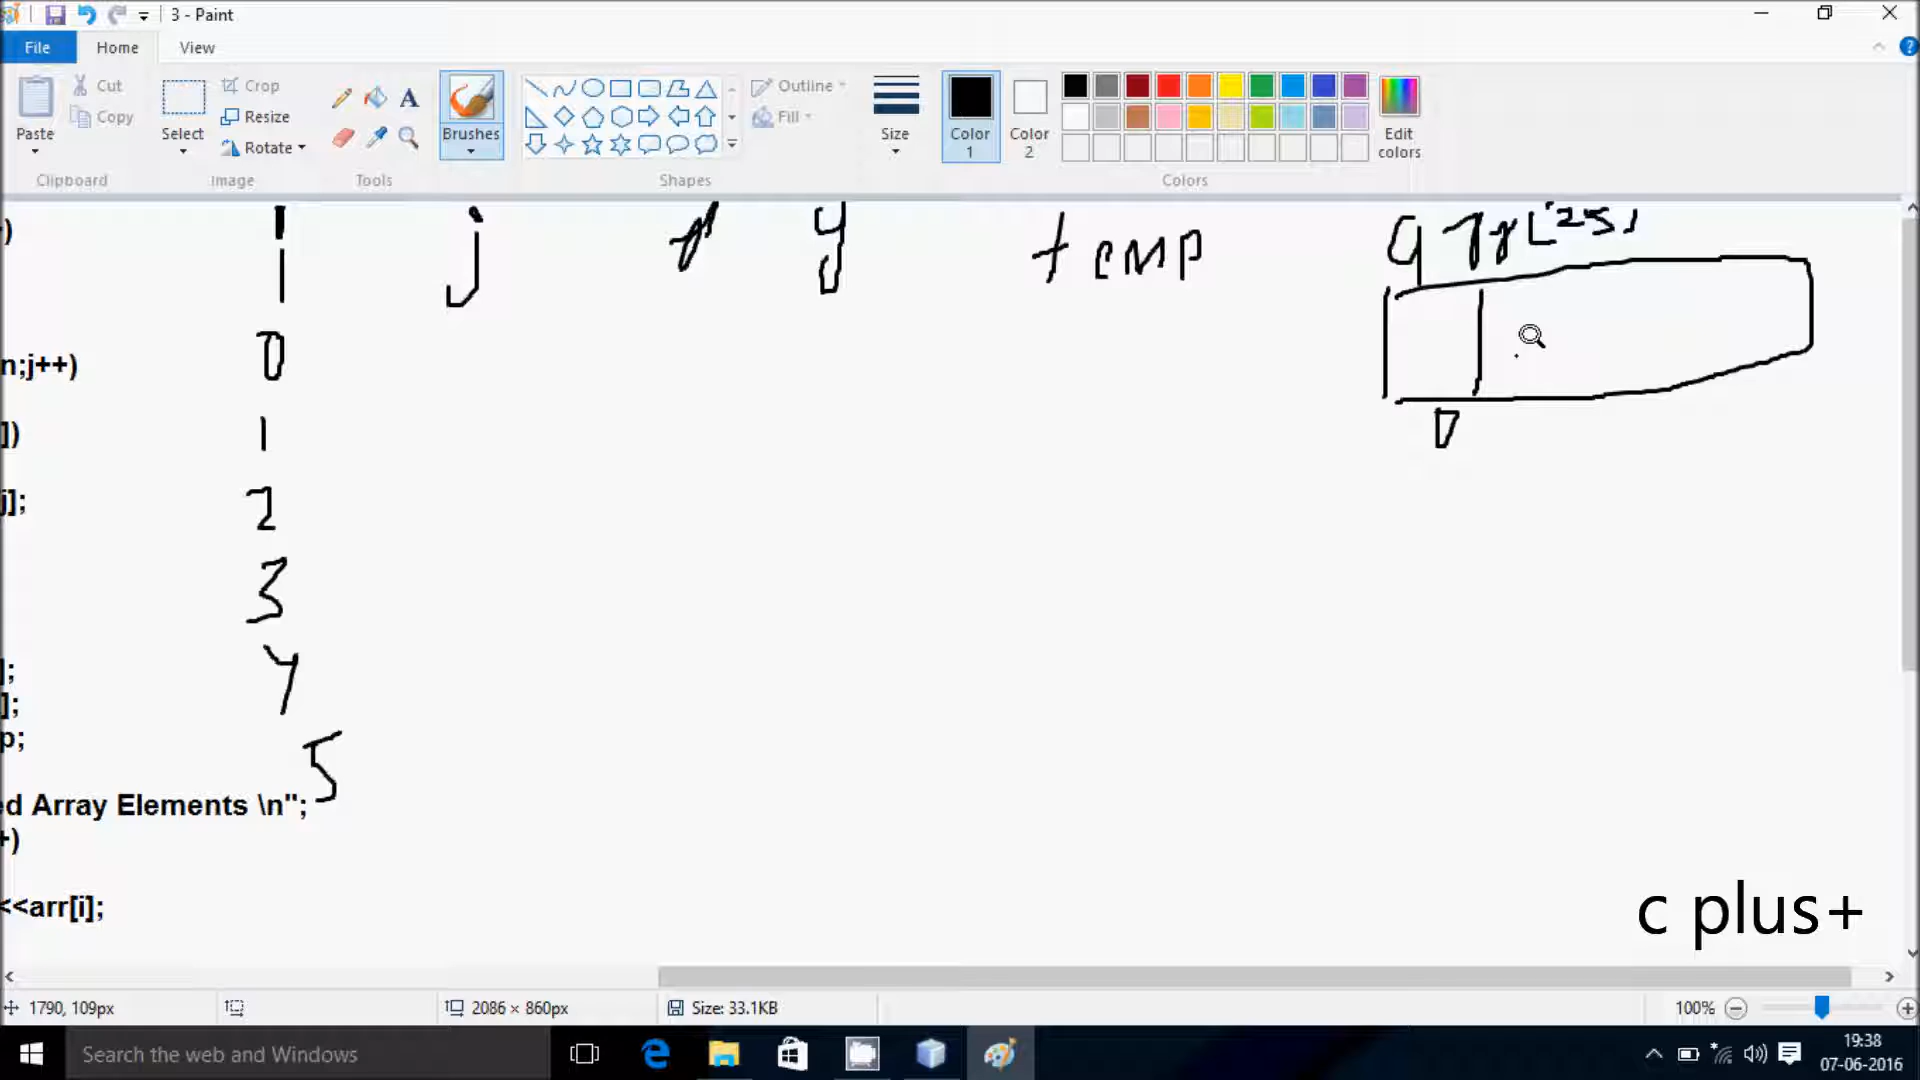 3 - Paint
File Home View
Paste
Cut
Copy
Clipboard
Select
Crop
Resize
Rotate
Image
Tools
Brushes
Shapes
Outline
Fill
Size
Color 1
Color 2
Edit colors
Colors
j y temp arr[25]
)
n;j++)
])
j];
];
];
p;
ed Array Elements \n";
+)
<<arr[i];
0
1
2
3
4
5
0
c plus+
1790, 109px
2086 × 860px
Size: 33.1KB
100%
Search the web and Windows
19:38
07-06-2016